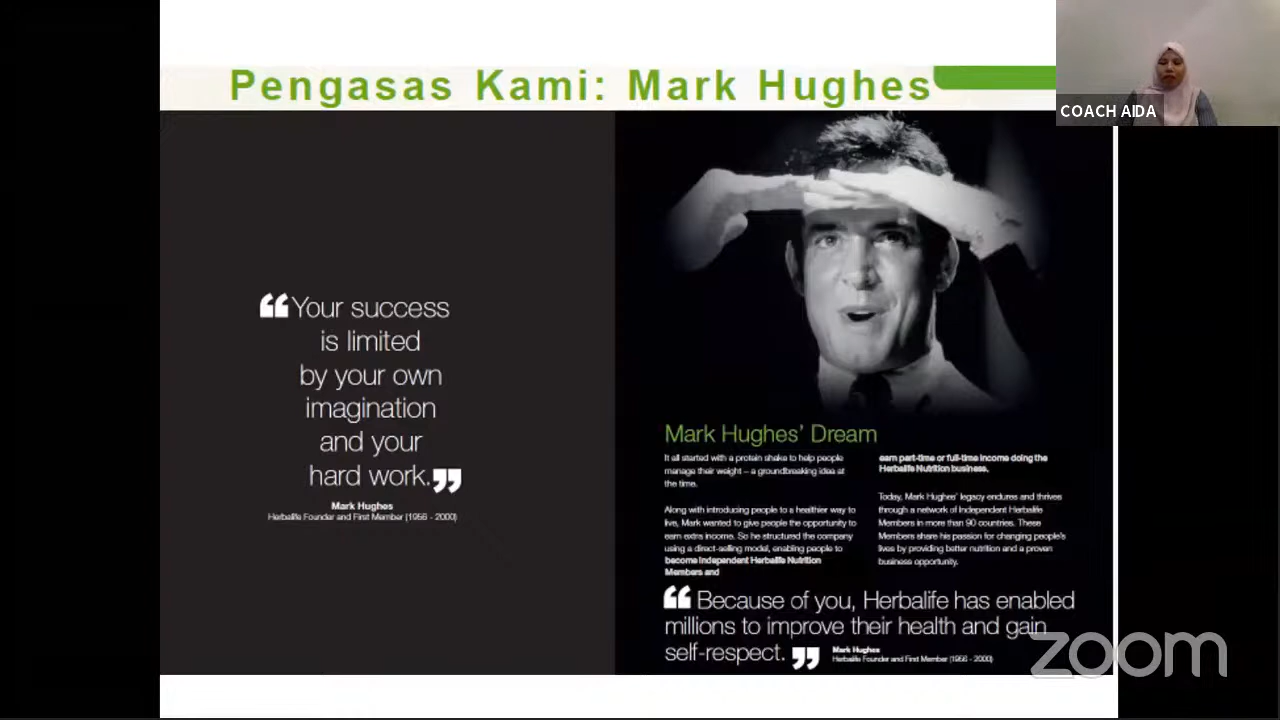 Pengasas Kami: Mark Hughes
COACH AIDA
“Your success
is limited
by your own
imagination
and your
hard work.”
Mark Hughes
Herbalife Founder and First Member (1956 - 2000)
Mark Hughes’ Dream
It all started with a protein shake to help people
manage their weight – a groundbreaking idea at
the time.
Along with introducing people to a healthier way to
live, Mark wanted to give people the opportunity to
earn extra income. So he structured the company
using a direct-selling model, enabling people to
become Independent Herbalife Nutrition
Members and
earn part-time or full-time income doing the
Herbalife Nutrition business.
Today, Mark Hughes’ legacy endures and thrives
through a network of Independent Herbalife
Members in more than 90 countries. These
Members share his passion for changing people’s
lives by providing better nutrition and a proven
business opportunity.
“Because of you, Herbalife has enabled
millions to improve their health and gain
self-respect.”
Mark Hughes
Herbalife Founder and First Member (1956 - 2000)
zoom